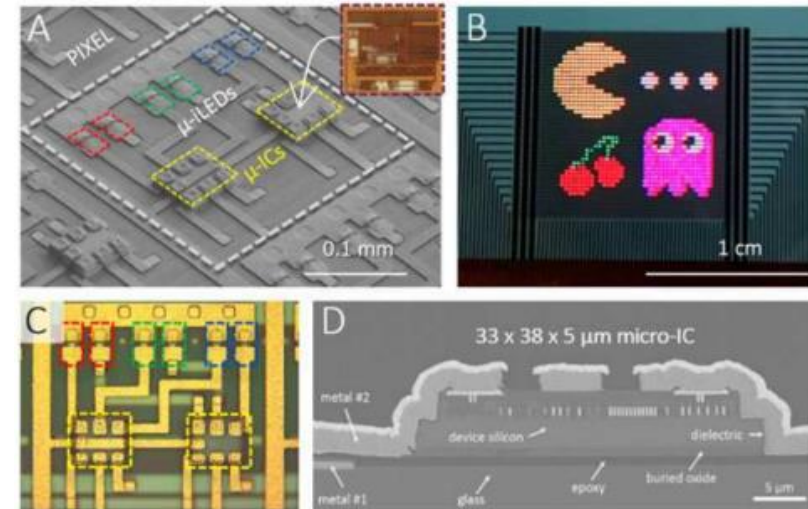 A
PIXEL
μ-iLEDs
μ-ICs
0.1 mm
B
1 cm
C
D
33 x 38 x 5 μm micro-IC
metal #2
device silicon
dielectric
metal #1
glass
epoxy
buried oxide
5 μm